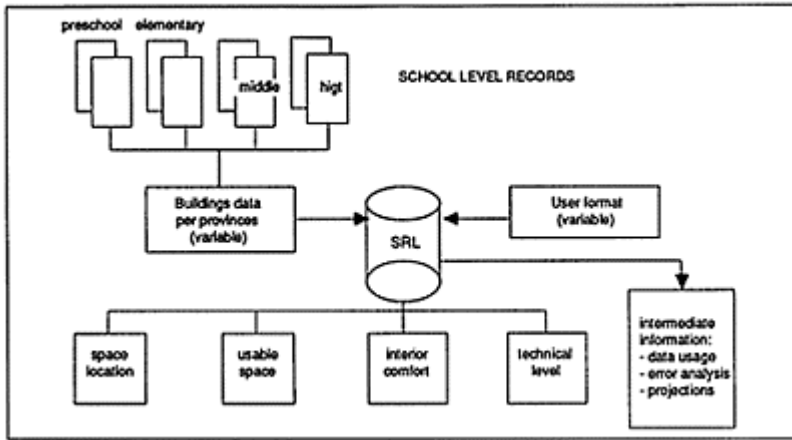 preschool elementary
middle
higt
SCHOOL LEVEL RECORDS
Buildings data
per provinces
(variable)
SRL
User format
(variable)
space
location
usable
space
interior
comfort
technical
level
intermediate
information:
- data usage
- error analysis
- projections